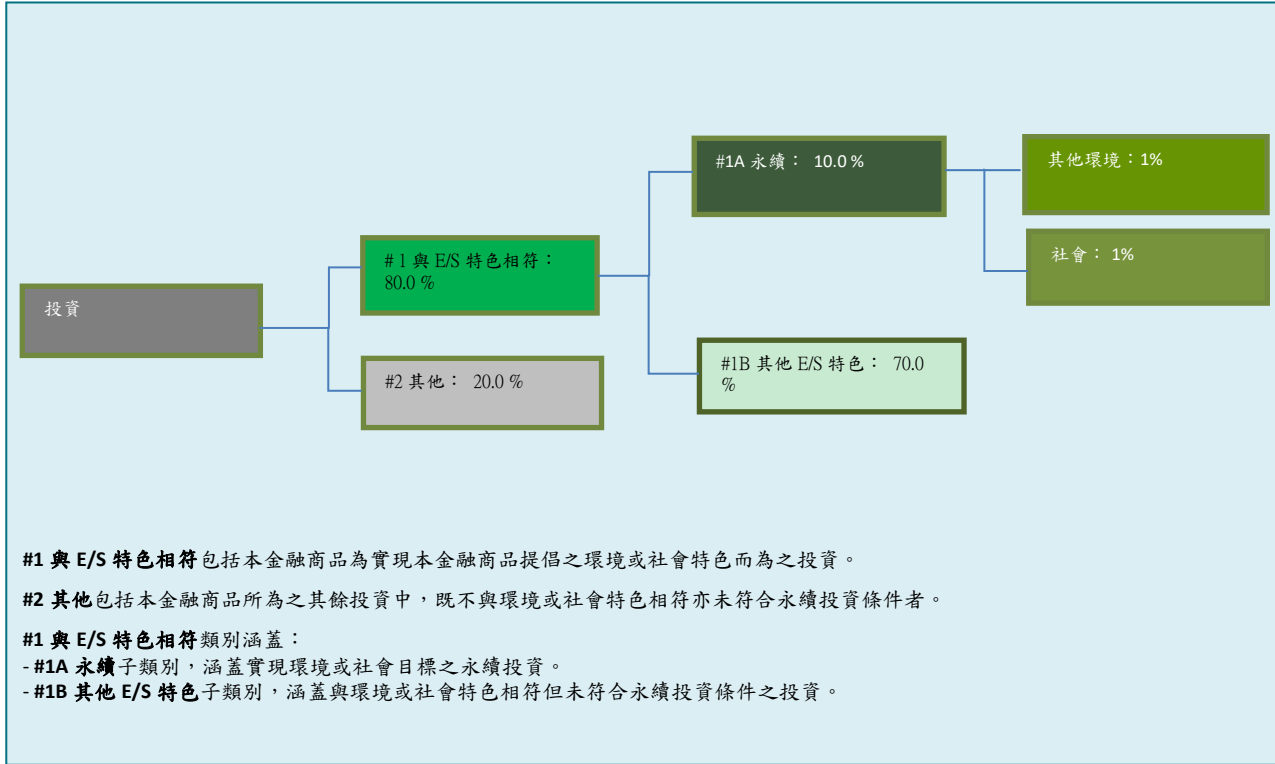 #1A 永續： 10.0 %
其他環境：1%
社會： 1%
# 1 與 E/S 特色相符：
80.0 %
投資
#2 其他： 20.0 %
#1B 其他 E/S 特色： 70.0
%
#1 與 E/S 特色相符包括本金融商品為實現本金融商品提倡之環境或社會特色而為之投資。
#2 其他包括本金融商品所為之其餘投資中，既不與環境或社會特色相符亦未符合永續投資條件者。
#1 與 E/S 特色相符類別涵蓋：
- #1A 永續子類別，涵蓋實現環境或社會目標之永續投資。
- #1B 其他 E/S 特色子類別，涵蓋與環境或社會特色相符但未符合永續投資條件之投資。